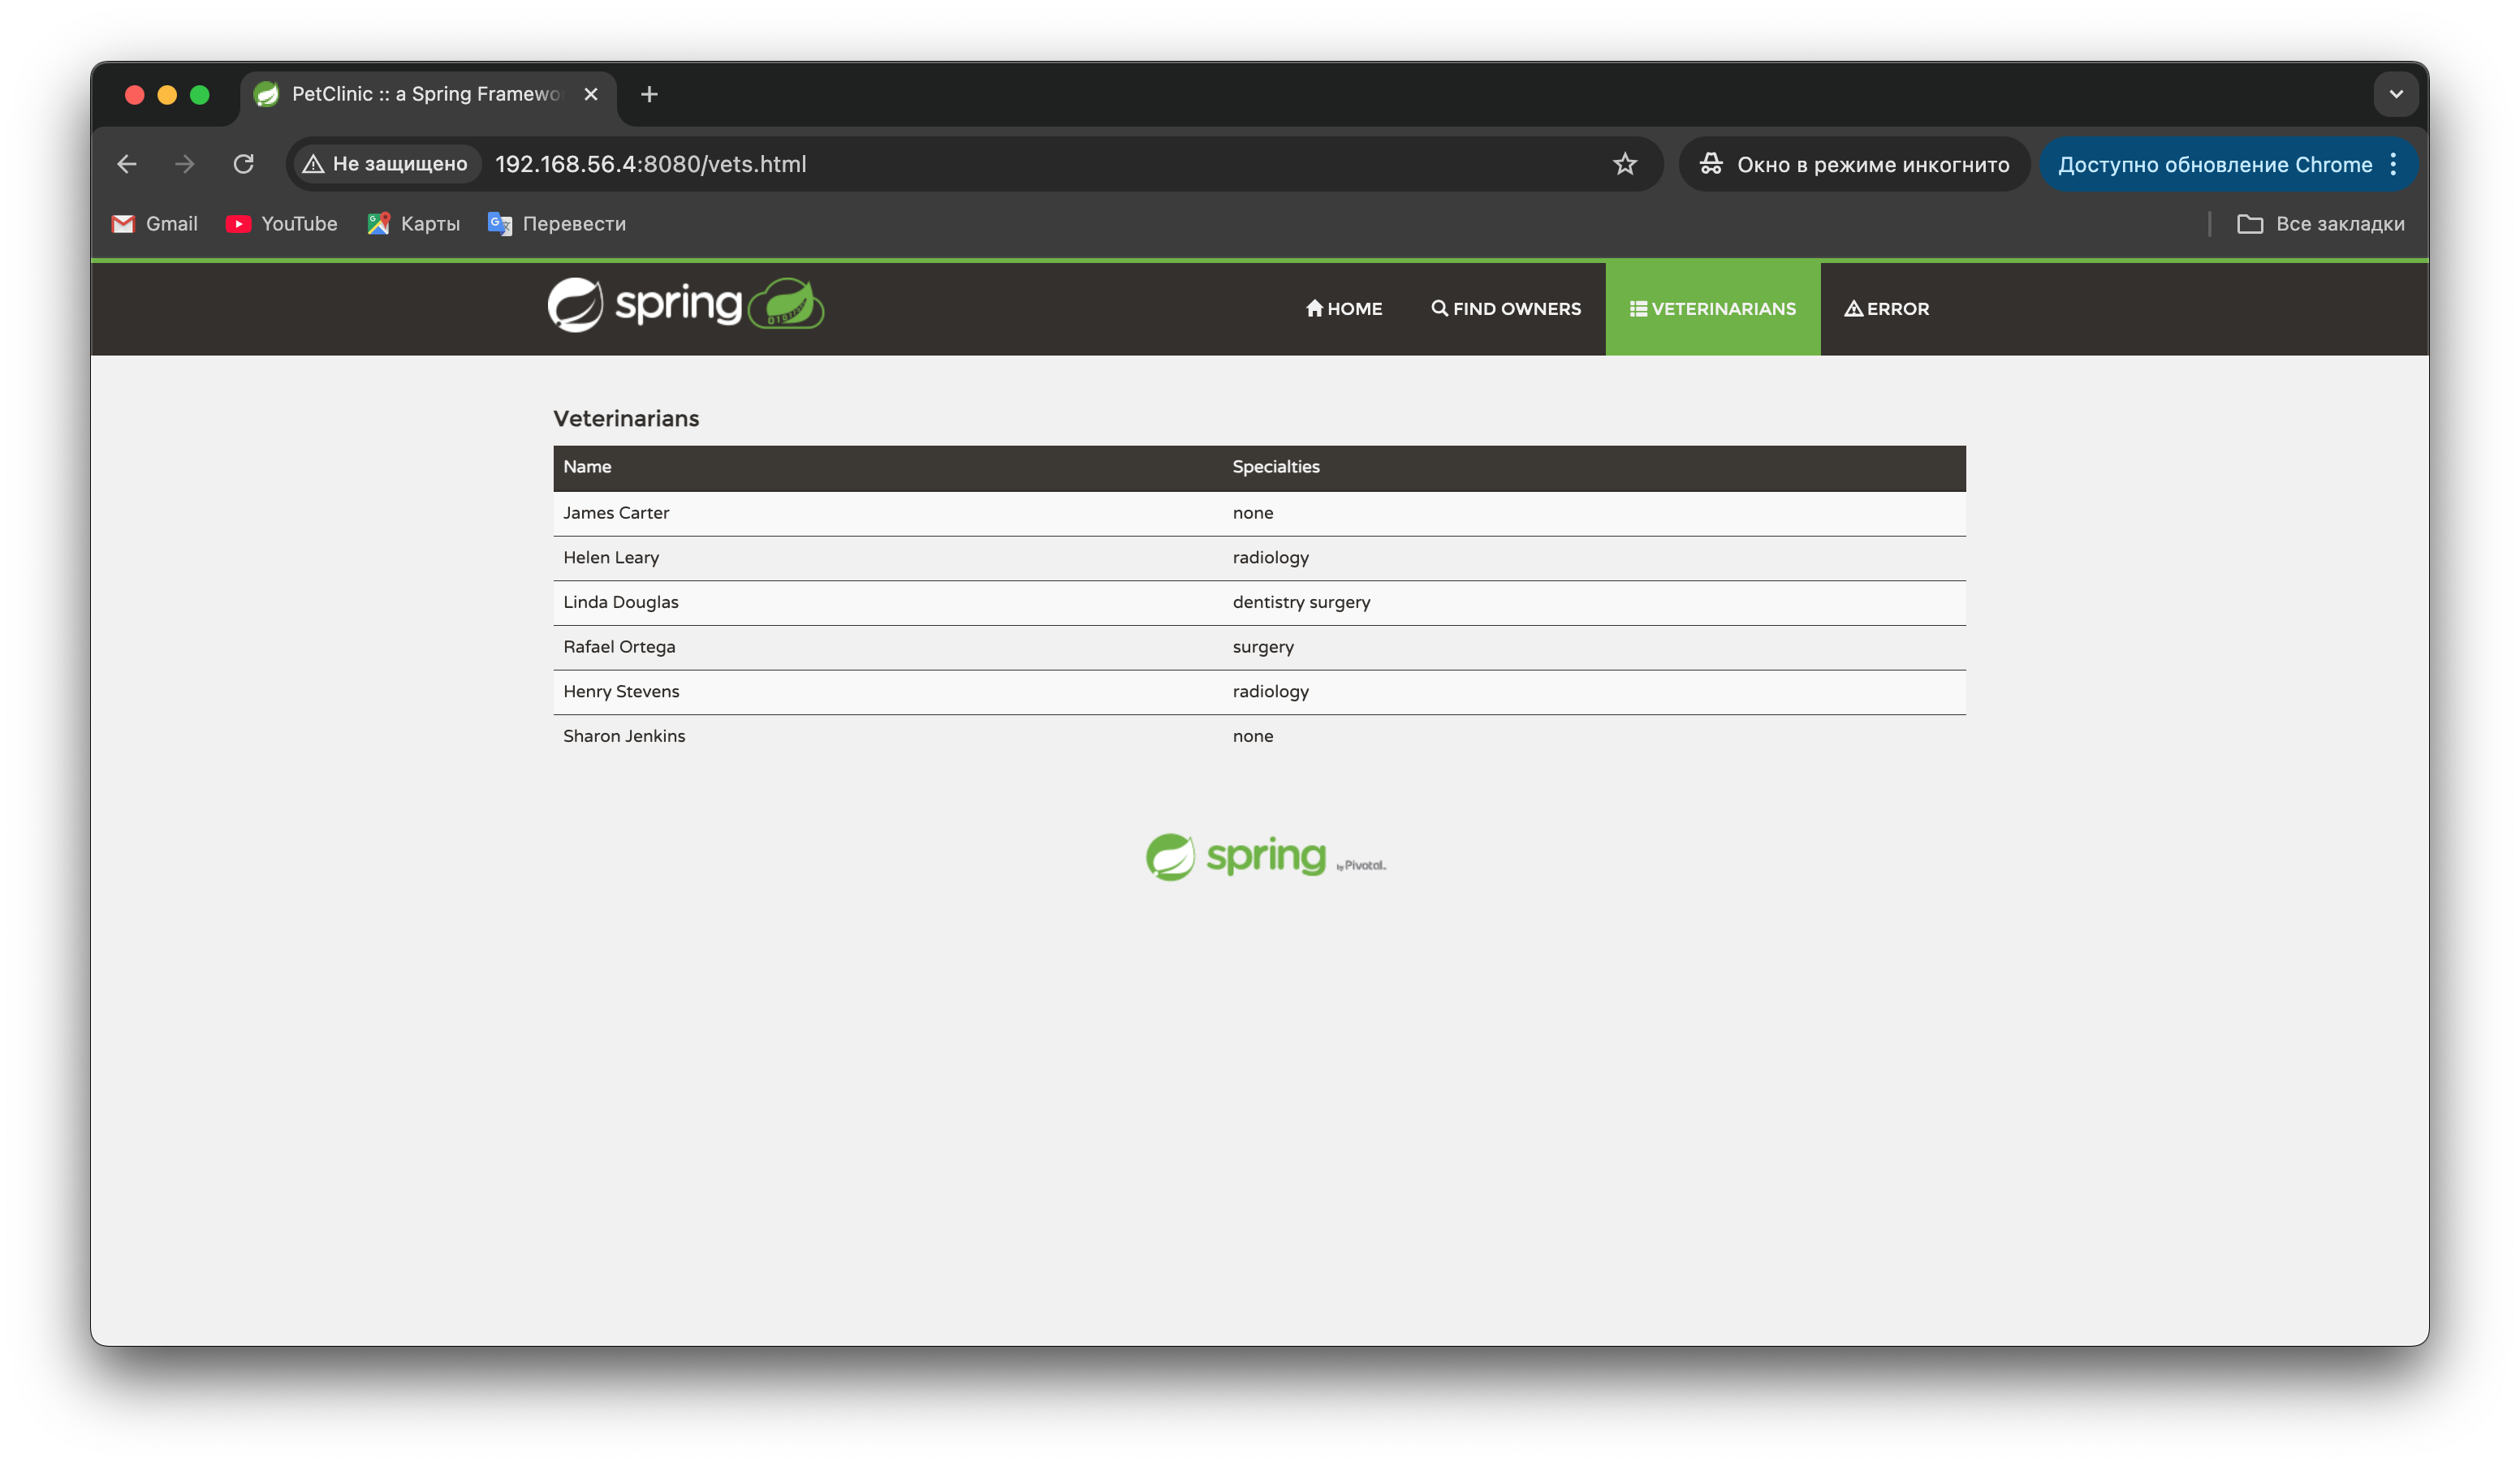 PetClinic :: a Spring Framewo
Не защищено 192.168.56.4:8080/vets.html Окно в режиме инкогнито Доступно обновление Chrome
Gmail YouTube Карты Перевести Все закладки
spring HOME FIND OWNERS VETERINARIANS ERROR
Veterinarians
Name Specialties
James Carter none
Helen Leary radiology
Linda Douglas dentistry surgery
Rafael Ortega surgery
Henry Stevens radiology
Sharon Jenkins none
spring by Pivotal